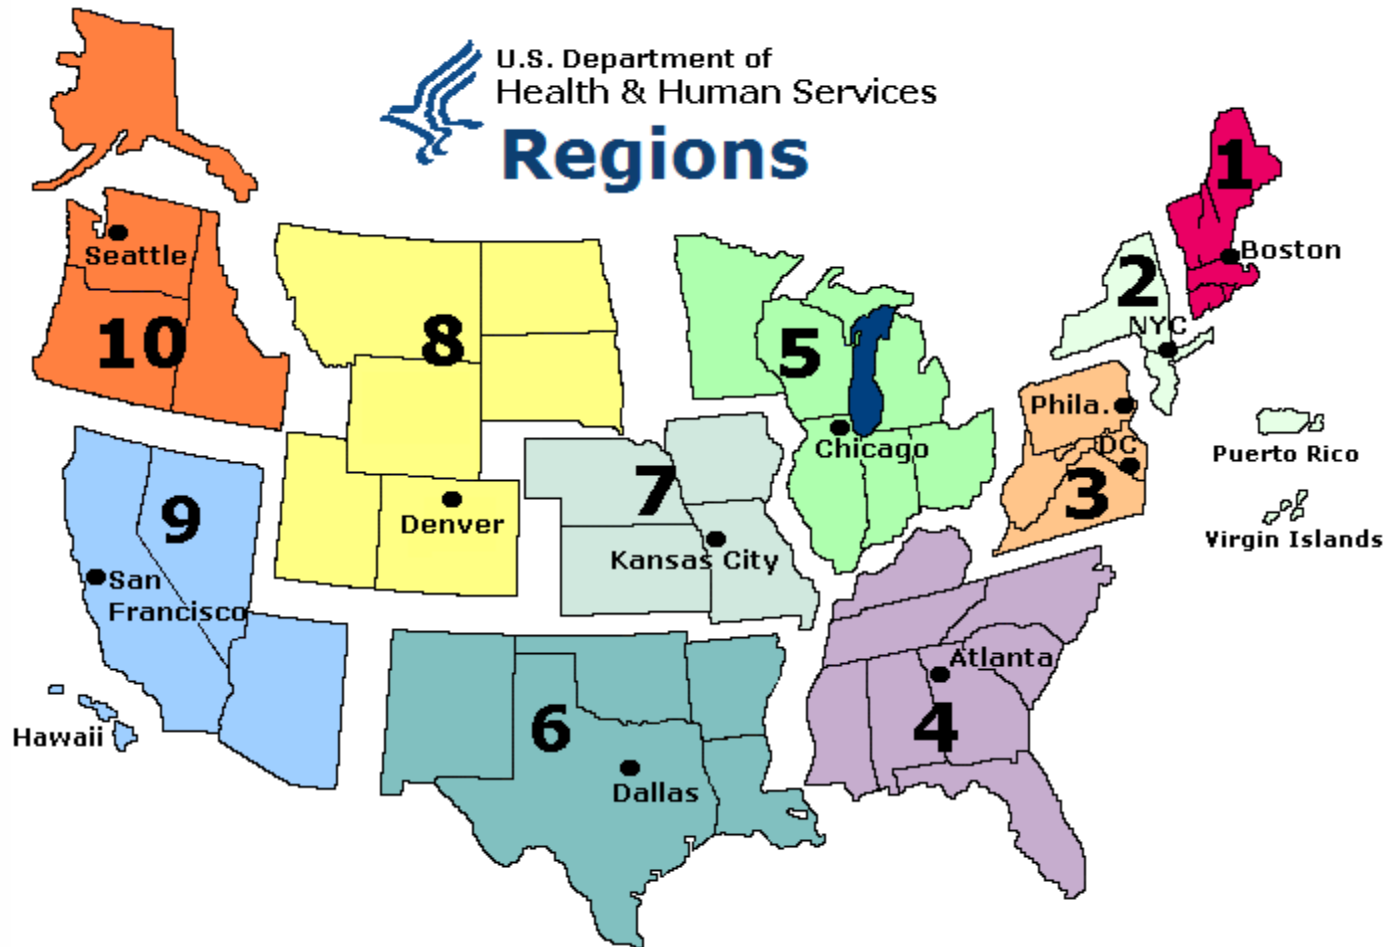 U.S. Department of
Health & Human Services
Regions
1
Seattle
Boston
2
NYC
10
8
5
Phila.
DC
Chicago
Puerto Rico
7
3
9
Denver
Virgin Islands
Kansas City
San
Francisco
Atlanta
Hawaii
6
4
Dallas